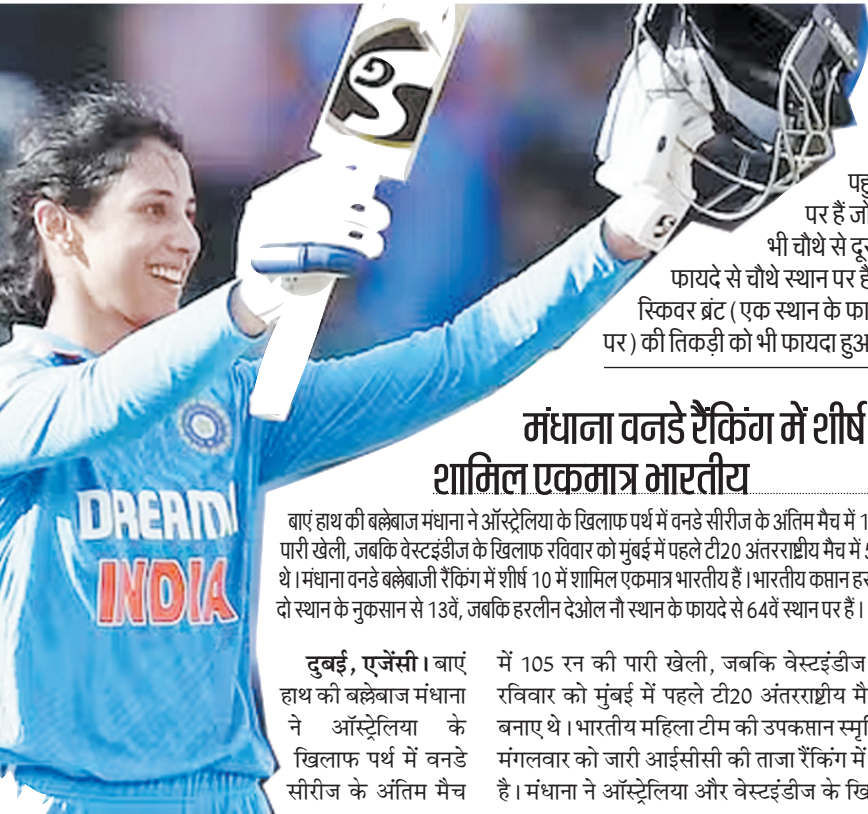 DREAM
INDIA
पर हैं
भी चौथे से
फायदे से चौथे स्थान पर
स्किवर ब्रंट ( एक स्थान के
पर ) की तिकड़ी को भी फायदा
मंधाना वनडे रैंकिंग में शीर्ष
शामिल एकमात्र भारतीय
बाएं हाथ की बल्लेबाज मंधाना ने ऑस्ट्रेलिया के खिलाफ पर्थ में वनडे सीरीज के अंतिम मैच में
पारी खेली, जबकि वेस्टइंडीज के खिलाफ रविवार को मुंबई में पहले टी20 अंतरराष्ट्रीय मैच में
थे । मंधाना वनडे बल्लेबाजी रैंकिंग में शीर्ष 10 में शामिल एकमात्र भारतीय हैं । भारतीय कप्तान
दो स्थान के नुकसान से 13वें, जबकि हरलीन देओल नौ स्थान के फायदे से 64वें स्थान पर हैं ।
दुबई, एजेंसी। बाएं
हाथ की बल्लेबाज मंधाना
ने ऑस्ट्रेलिया के
खिलाफ पर्थ में वनडे
सीरीज के अंतिम मैच
में 105 रन की पारी खेली, जबकि वेस्टइंडीज
रविवार को मुंबई में पहले टी20 अंतरराष्ट्रीय
बनाए थे । भारतीय महिला टीम की उपकप्तान
मंगलवार को जारी आईसीसी की ताजा रैंकिंग में
है । मंधाना ने ऑस्ट्रेलिया और वेस्टइंडीज के